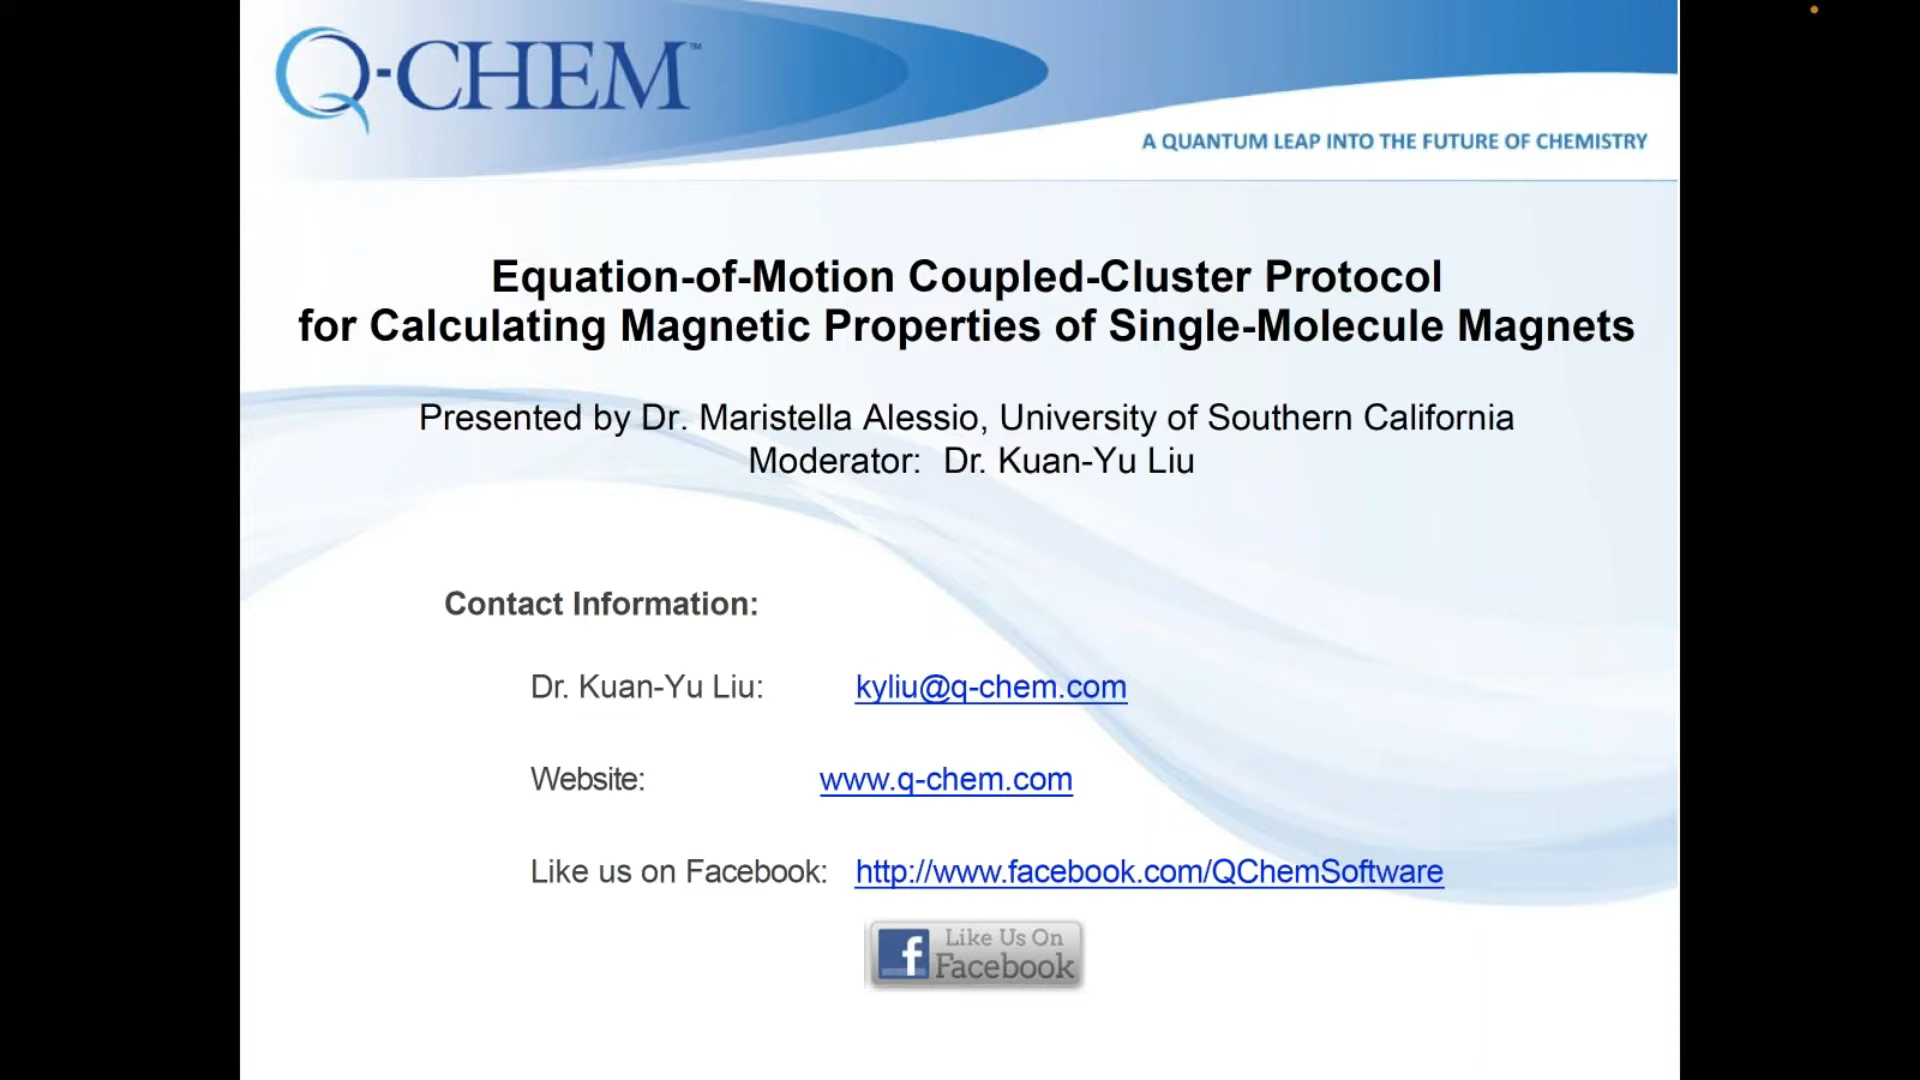 Q-CHEM™
A QUANTUM LEAP INTO THE FUTURE OF CHEMISTRY
Equation-of-Motion Coupled-Cluster Protocol
for Calculating Magnetic Properties of Single-Molecule Magnets
Presented by Dr. Maristella Alessio, University of Southern California
Moderator: Dr. Kuan-Yu Liu
Contact Information:
Dr. Kuan-Yu Liu: kyliu@q-chem.com
Website: www.q-chem.com
Like us on Facebook: http://www.facebook.com/QChemSoftware
f Like Us On
Facebook